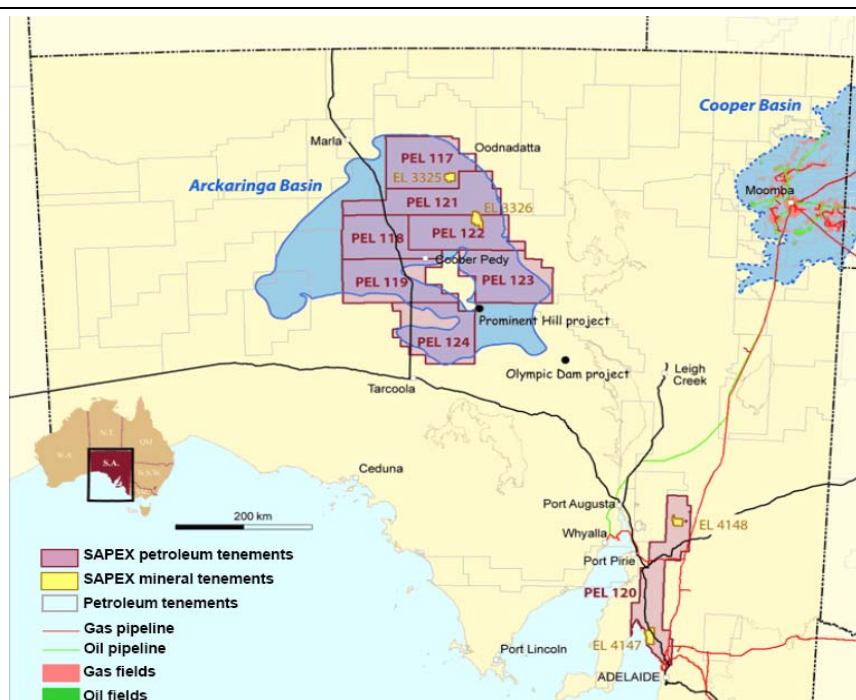 Cooper Basin
Marla
Oodnadatta
PEL 117
EL 3325
Moomba
Arckaringa Basin
PEL 121
EL 3326
PEL 118
PEL 122
Coober Pedy
PEL 119
PEL 123
Prominent Hill project
PEL 124
Olympic Dam project
Leigh
Creek
Tarcoola
N.T.
Qld
W.A
S.A.
N.S.W.
Tas
Ceduna
200 km
Port Augusta
EL 4148
Whyalla
SAPEX petroleum tenements
Port Pirie
SAPEX mineral tenements
PEL 120
Petroleum tenements
Gas pipeline
Oil pipeline
EL 4147
Port Lincoln
Gas fields
ADELAIDE
Oil fields